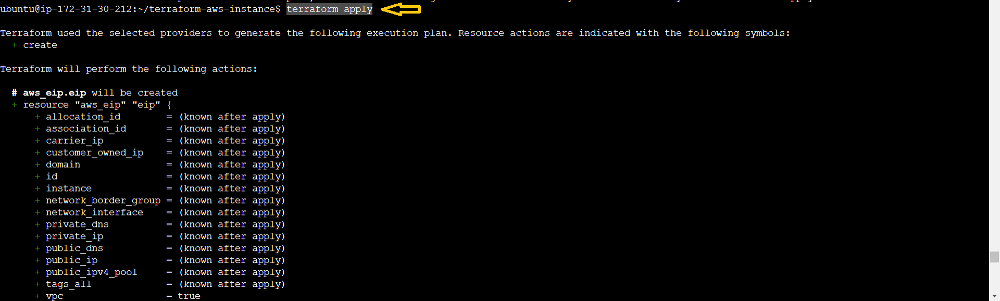 ubuntu@ip-172-31-30-212:~/terraform-aws-instance$ terraform apply
Terraform used the selected providers to generate the following execution plan. Resource actions are indicated with the following symbols:
+ create
Terraform will perform the following actions:
# aws_eip.eip will be created
+ resource "aws_eip" "eip" {
+ allocation_id = (known after apply)
+ association_id = (known after apply)
+ carrier_ip = (known after apply)
+ customer_owned_ip = (known after apply)
+ domain = (known after apply)
+ id = (known after apply)
+ instance = (known after apply)
+ network_border_group = (known after apply)
+ network_interface = (known after apply)
+ private_dns = (known after apply)
+ private_ip = (known after apply)
+ public_dns = (known after apply)
+ public_ip = (known after apply)
+ public_ipv4_pool = (known after apply)
+ tags_all = (known after apply)
+ vpc = true